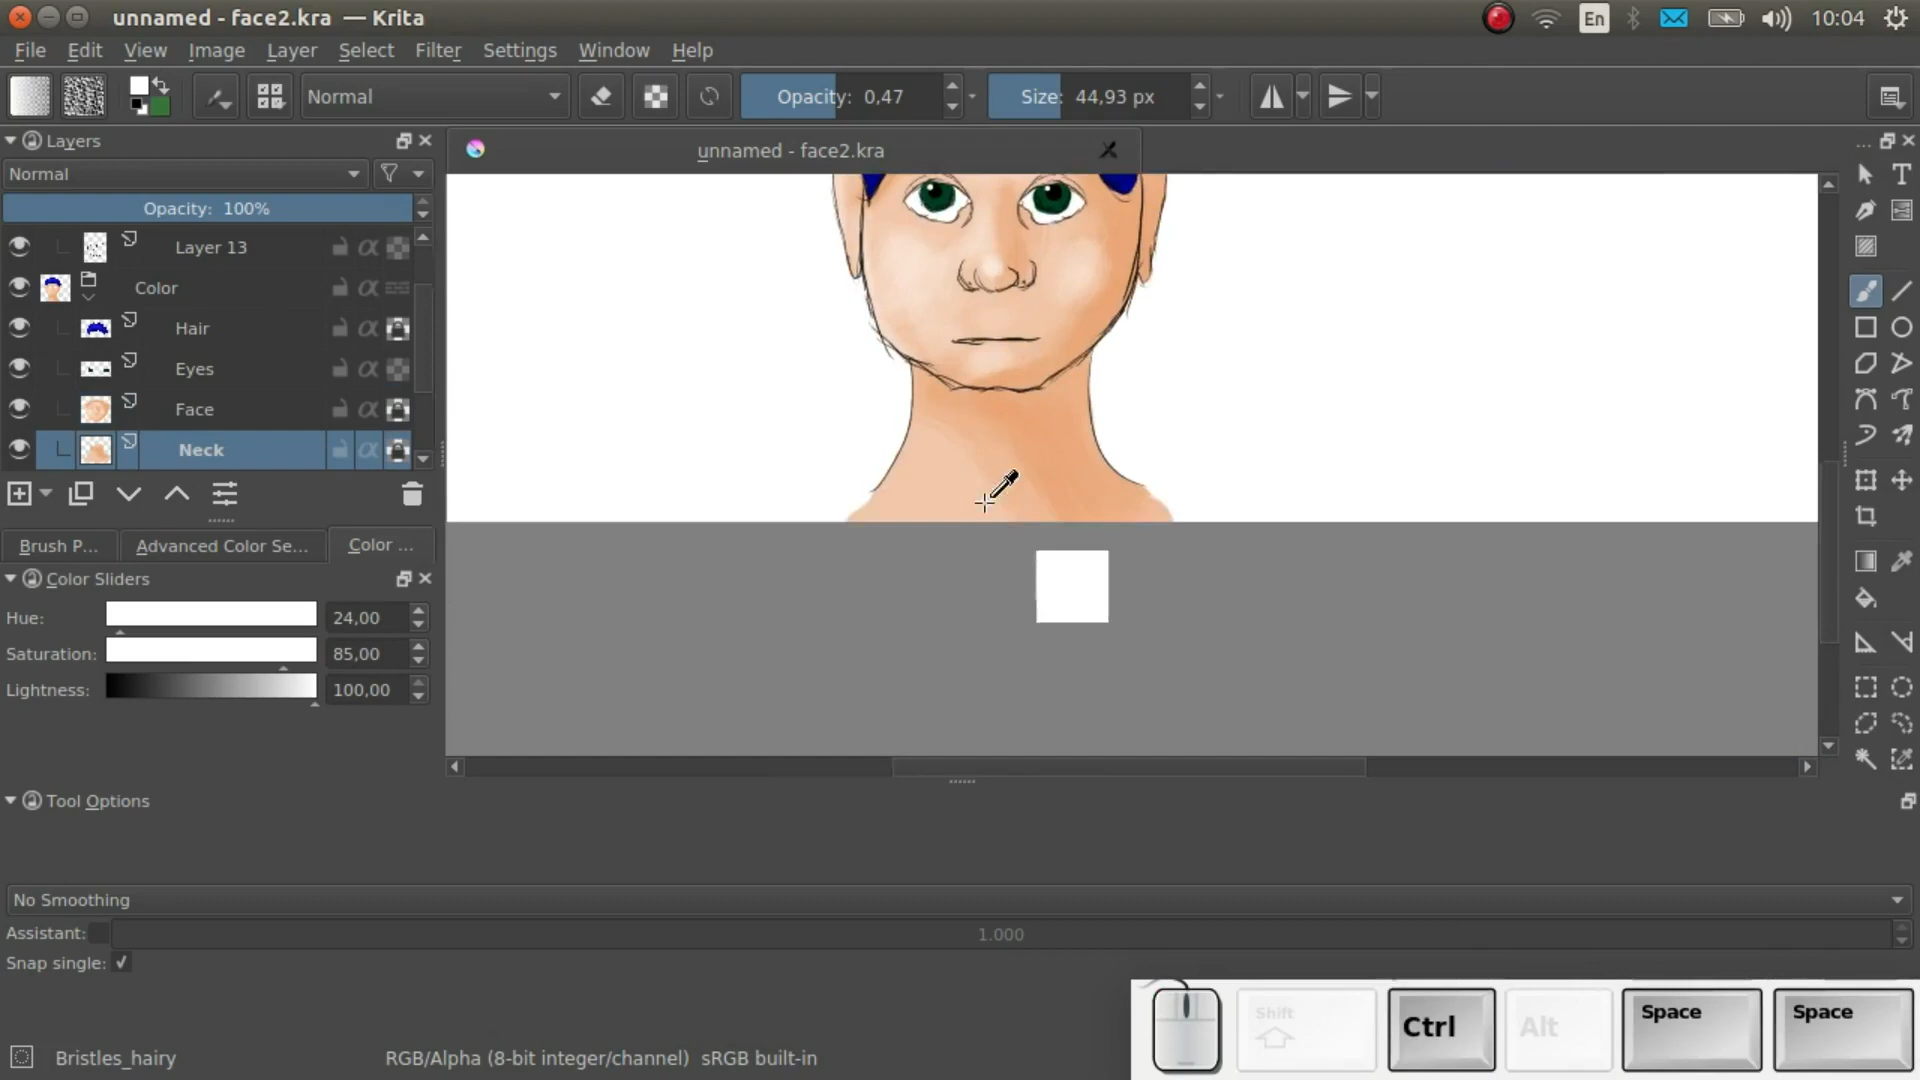 unnamed - face2.kra — Krita
En
10:04
File Edit View Image Layer Select Filter Settings Window Help
Normal
Opacity: 0,47
Size: 44,93 px
Layers
unnamed - face2.kra
Normal
Opacity: 100%
Layer 13
Color
Hair
Eyes
Face
Neck
Brush P...
Advanced Color Se...
Color ...
Color Sliders
Hue: 24,00
Saturation: 85,00
Lightness: 100,00
Tool Options
No Smoothing
Assistant: 1.000
Snap single:
Shift
Ctrl
Alt
Space
Space
Bristles_hairy
RGB/Alpha (8-bit integer/channel) sRGB built-in